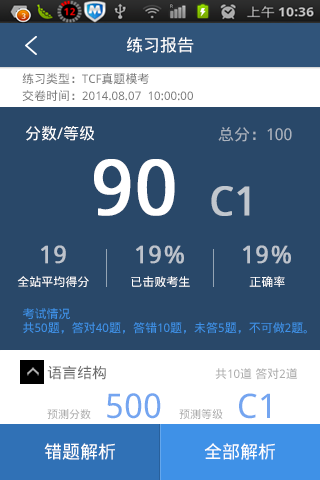 3
12
M
上午 10:36
练习报告
练习类型：TCF真题模考
交卷时间：2014.08.07 10:00:00
分数/等级
总分：100
90 C1
19 19% 19%
全站平均得分 已击败考生 正确率
考试情况
共50题，答对40题，答错10题，未答5题，不可做2题。
语言结构 共10道 答对2道
预测分数 500 预测等级 C1
错题解析 全部解析